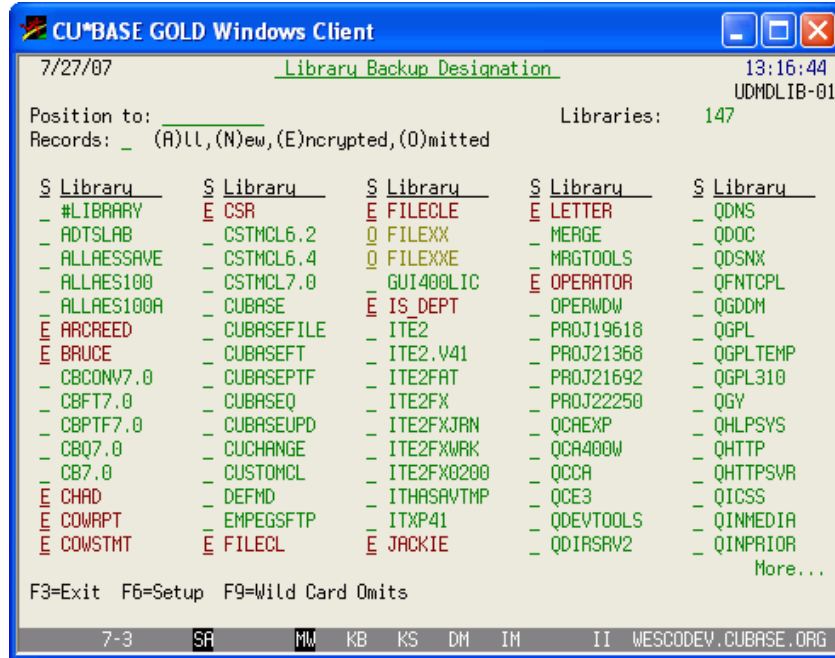 CU*BASE GOLD Windows Client
7/27/07 Library Backup Designation 13:16:44
UDMDLIB-01
Position to: Libraries: 147
Records: _ (A)ll,(N)ew,(E)ncrypted,(O)mitted
S Library S Library S Library S Library S Library
_ #LIBRARY E CSR E FILECLE E LETTER _ QDNS
_ ADTSLAB _ CSTMCL6.2 O FILEXX _ MERGE _ QDOC
_ ALLAESSAVE _ CSTMCL6.4 O FILEXXE _ MRGTOOLS _ QDSNX
_ ALLAES100 _ CSTMCL7.0 _ GUI400LIC E OPERATOR _ QFNTCPL
_ ALLAES100A _ CUBASE E IS_DEPT _ OPERWDW _ QGDDM
E ARCREED _ CUBASEFILE _ ITE2 _ PROJ19618 _ QGPL
E BRUCE _ CUBASEFT _ ITE2.V41 _ PROJ21368 _ QGPLTEMP
_ CBCONV7.0 _ CUBASEPTF _ ITE2FAT _ PROJ21692 _ QGPL310
_ CBFT7.0 _ CUBASEQ _ ITE2FX _ PROJ22250 _ QGY
_ CBPTF7.0 _ CUBASEUPD _ ITE2FXJRN _ QCAEXP _ QHLPSYS
_ CBQ7.0 _ CUCHANGE _ ITE2FXWRK _ QCA400W _ QHTTP
_ CB7.0 _ CUSTOMCL _ ITE2FX0200 _ QCCA _ QHTTPSVR
E CHAD _ DEFMD _ ITHASAVTMP _ QCE3 _ QICSS
E COWRPT _ EMPEGSFTP _ ITXP41 _ QDEVTOOLS _ QINMEDIA
E COWSTMT E FILECL E JACKIE _ QDIRSRV2 _ QINPRIOR
More...
F3=Exit F6=Setup F9=Wild Card Omits
7-3 SA MW KB KS DM IM II WESCODEV.CUBASE.ORG